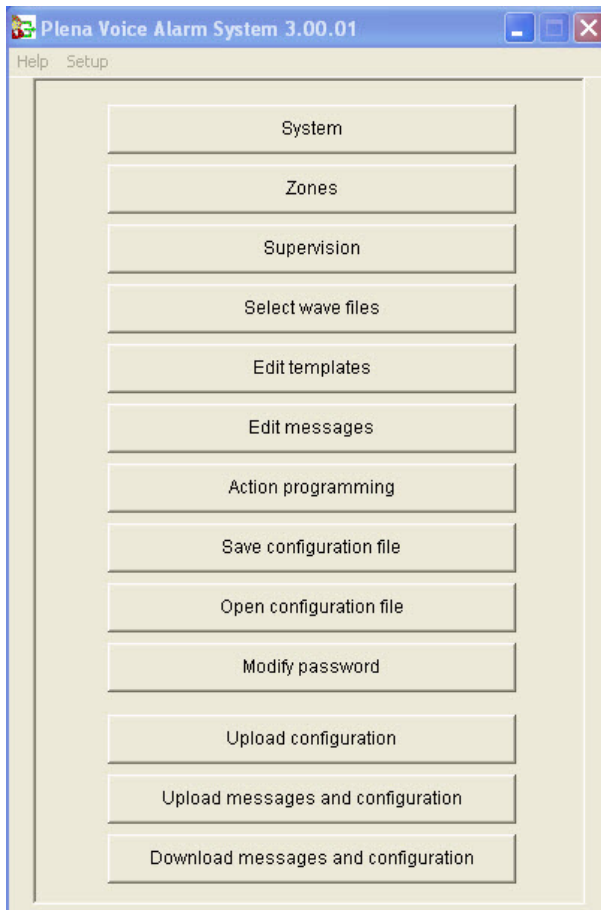 Plena Voice Alarm System 3.00.01
Help Setup
System
Zones
Supervision
Select wave files
Edit templates
Edit messages
Action programming
Save configuration file
Open configuration file
Modify password
Upload configuration
Upload messages and configuration
Download messages and configuration